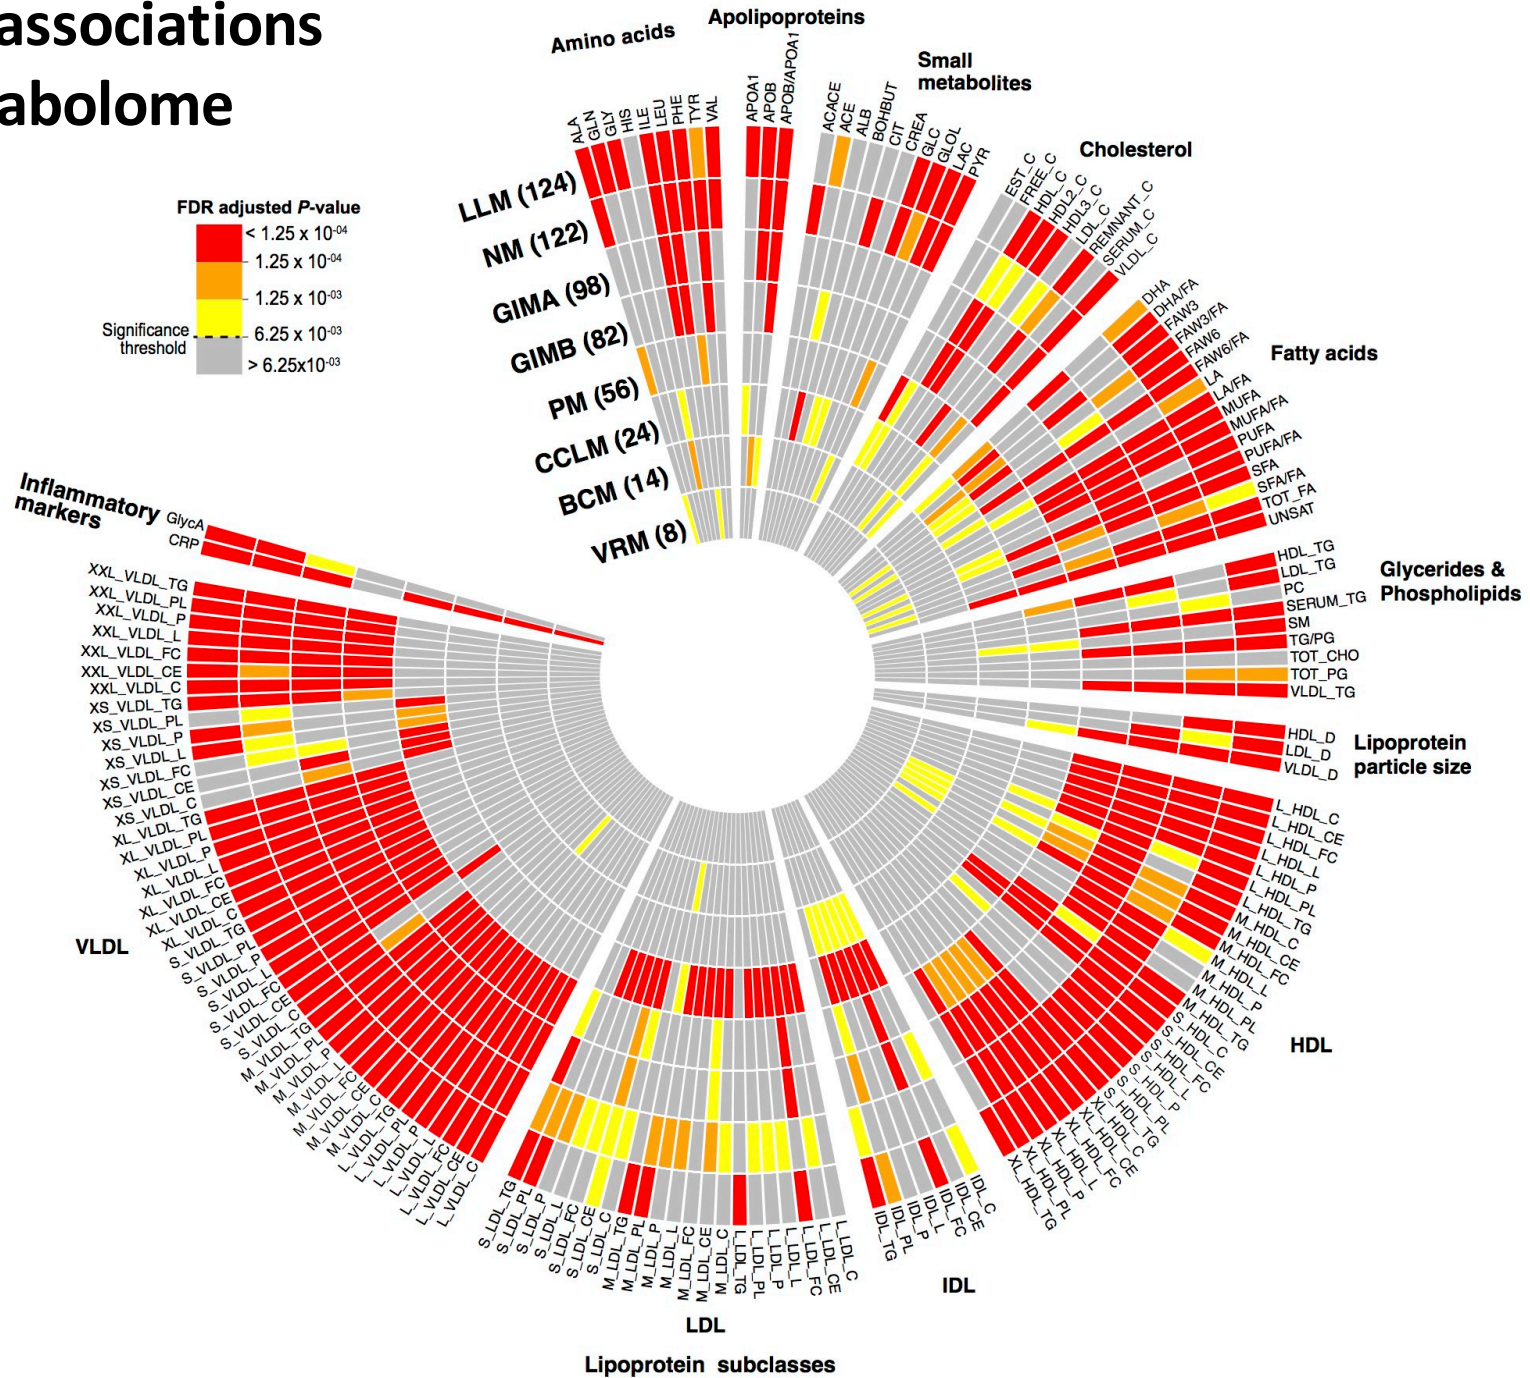 associations
abolome
Amino acids
Apolipoproteins
Small
metabolites
Cholesterol
Fatty acids
Glycerides &
Phospholipids
Lipoprotein
particle size
HDL
IDL
LDL
Lipoprotein subclasses
VLDL
Inflammatory
markers
FDR adjusted P-value
< 1.25 x 10-04
1.25 x 10-04
1.25 x 10-03
6.25 x 10-03
> 6.25x10-03
Significance
threshold
LLM (124)
NM (122)
GIMA (98)
GIMB (82)
PM (56)
CCLM (24)
BCM (14)
VRM (8)
ALA
GLN
GLY
HIS
ILE
LEU
PHE
TYR
VAL
APOA1
APOB
APOB/APOA1
ACACE
ACE
ALB
BOHBUT
CIT
CREA
GLC
GLOL
LAC
PYR
EST_C
FREE_C
HDL_C
HDL2_C
HDL3_C
LDL_C
REMNANT_C
SERUM_C
VLDL_C
DHA
DHA/FA
FAW3
FAW3/FA
FAW6
FAW6/FA
LA
LA/FA
MUFA
MUFA/FA
PUFA
PUFA/FA
SFA
SFA/FA
TOT_FA
UNSAT
HDL_TG
LDL_TG
PC
SERUM_TG
SM
TG/PG
TOT_CHO
TOT_PG
VLDL_TG
HDL_D
LDL_D
VLDL_D
L_HDL_C
L_HDL_CE
L_HDL_FC
L_HDL_L
L_HDL_P
L_HDL_PL
L_HDL_TG
M_HDL_C
M_HDL_CE
M_HDL_FC
M_HDL_L
M_HDL_P
M_HDL_PL
M_HDL_TG
S_HDL_C
S_HDL_CE
S_HDL_FC
S_HDL_L
S_HDL_P
S_HDL_PL
S_HDL_TG
XL_HDL_C
XL_HDL_CE
XL_HDL_FC
XL_HDL_L
XL_HDL_P
XL_HDL_PL
XL_HDL_TG
IDL_C
IDL_CE
IDL_FC
IDL_L
IDL_P
IDL_PL
IDL_TG
L_LDL_C
L_LDL_CE
L_LDL_FC
L_LDL_L
L_LDL_P
L_LDL_PL
L_LDL_TG
M_LDL_C
M_LDL_CE
M_LDL_FC
M_LDL_L
M_LDL_P
M_LDL_PL
M_LDL_TG
S_LDL_C
S_LDL_CE
S_LDL_FC
S_LDL_L
S_LDL_P
S_LDL_PL
S_LDL_TG
L_VLDL_C
L_VLDL_CE
L_VLDL_FC
L_VLDL_L
L_VLDL_P
L_VLDL_PL
L_VLDL_TG
M_VLDL_C
M_VLDL_CE
M_VLDL_FC
M_VLDL_L
M_VLDL_P
M_VLDL_PL
M_VLDL_TG
S_VLDL_C
S_VLDL_CE
S_VLDL_FC
S_VLDL_L
S_VLDL_P
S_VLDL_PL
S_VLDL_TG
XL_VLDL_C
XL_VLDL_CE
XL_VLDL_FC
XL_VLDL_L
XL_VLDL_P
XL_VLDL_PL
XL_VLDL_TG
XS_VLDL_C
XS_VLDL_CE
XS_VLDL_FC
XS_VLDL_L
XS_VLDL_P
XS_VLDL_PL
XS_VLDL_TG
XXL_VLDL_C
XXL_VLDL_CE
XXL_VLDL_FC
XXL_VLDL_L
XXL_VLDL_P
XXL_VLDL_PL
XXL_VLDL_TG
CRP
GlycA